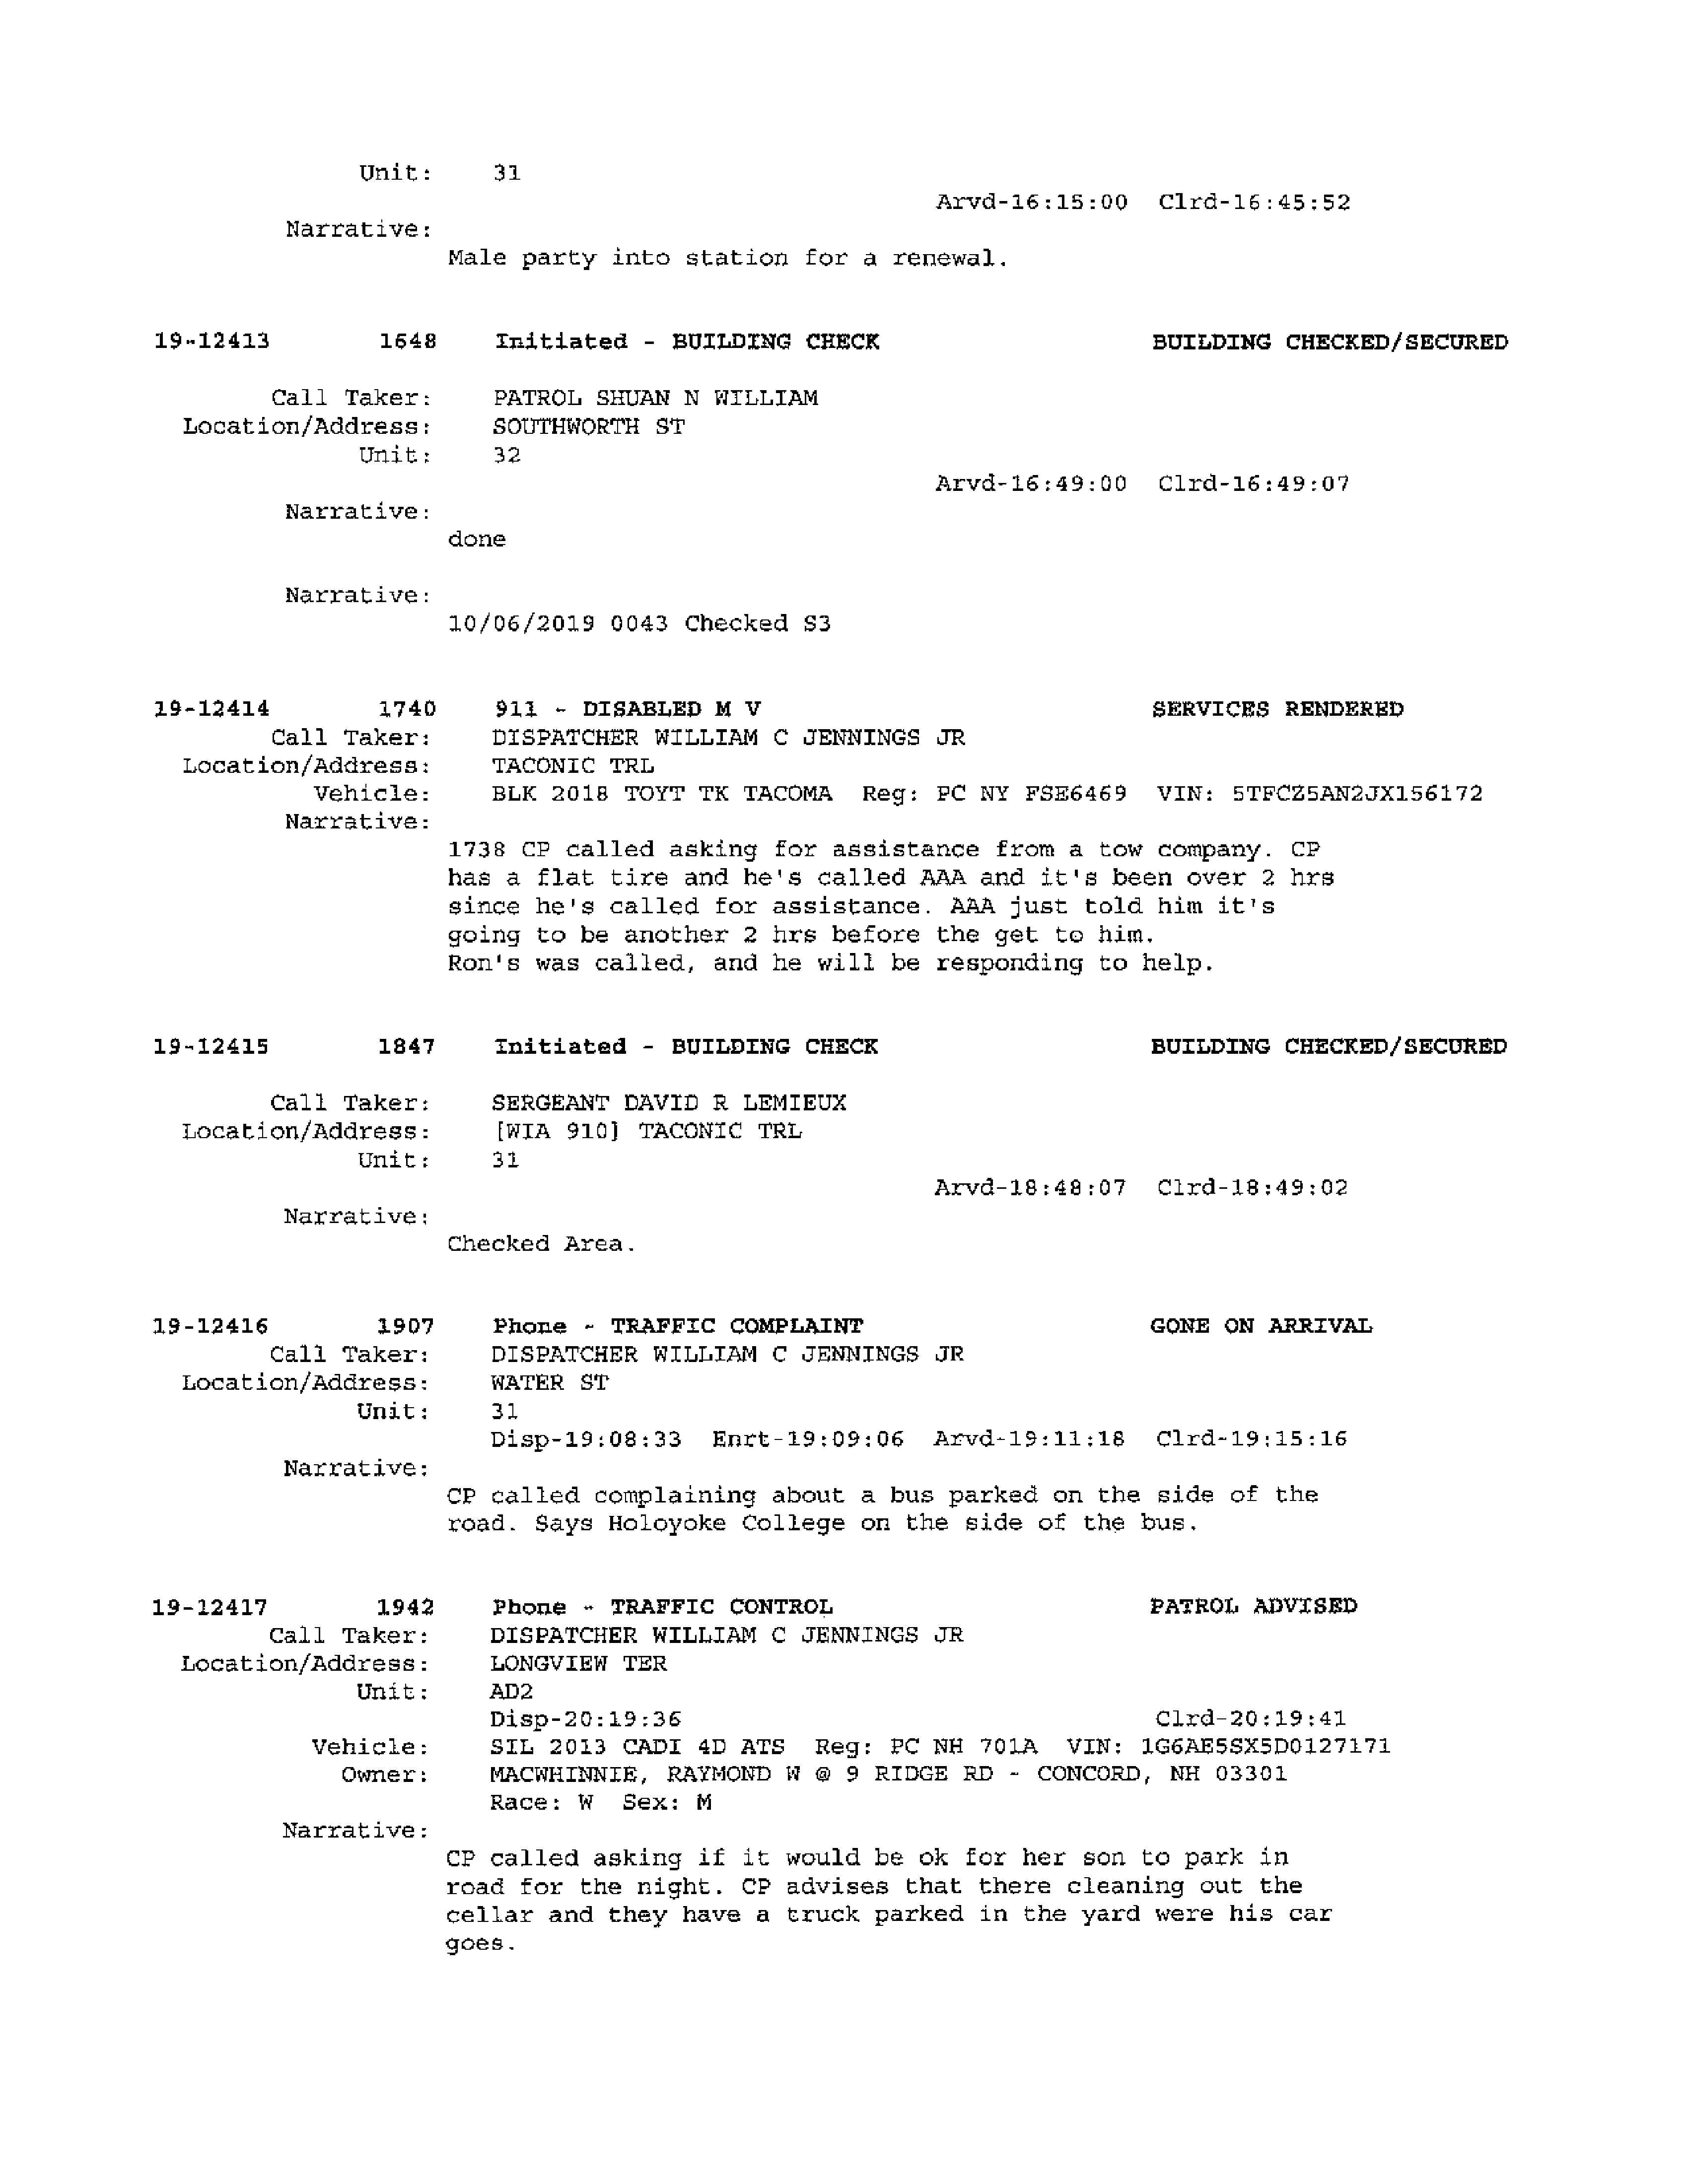 Unit: 31
Arvd-16:15:00 Clrd-16:45:52
Narrative:
Male party into station for a renewal.
19-12413 1648 Initiated - BUILDING CHECK BUILDING CHECKED/SECURED
Call Taker: PATROL SHUAN N WILLIAM
Location/Address: SOUTHWORTH ST
Unit: 32
Arvd-16:49:00 Clrd-16:49:07
Narrative:
done
Narrative:
10/06/2019 0043 Checked S3
19-12414 1740 911 - DISABLED M V SERVICES RENDERED
Call Taker: DISPATCHER WILLIAM C JENNINGS JR
Location/Address: TACONIC TRL
Vehicle: BLK 2018 TOYT TK TACOMA Reg: PC NY FSE6469 VIN: 5TFCZ5AN2JX156172
Narrative:
1738 CP called asking for assistance from a tow company. CP
has a flat tire and he's called AAA and it's been over 2 hrs
since he's called for assistance. AAA just told him it's
going to be another 2 hrs before the get to him.
Ron's was called, and he will be responding to help.
19-12415 1847 Initiated - BUILDING CHECK BUILDING CHECKED/SECURED
Call Taker: SERGEANT DAVID R LEMIEUX
Location/Address: [WIA 910] TACONIC TRL
Unit: 31
Arvd-18:48:07 Clrd-18:49:02
Narrative:
Checked Area.
19-12416 1907 Phone - TRAFFIC COMPLAINT GONE ON ARRIVAL
Call Taker: DISPATCHER WILLIAM C JENNINGS JR
Location/Address: WATER ST
Unit: 31
Disp-19:08:33 Enrt-19:09:06 Arvd-19:11:18 Clrd-19:15:16
Narrative:
CP called complaining about a bus parked on the side of the
road. Says Holoyoke College on the side of the bus.
19-12417 1942 Phone - TRAFFIC CONTROL PATROL ADVISED
Call Taker: DISPATCHER WILLIAM C JENNINGS JR
Location/Address: LONGVIEW TER
Unit: AD2
Disp-20:19:36 Clrd-20:19:41
Vehicle: SIL 2013 CADI 4D ATS Reg: PC NH 701A VIN: 1G6AE5SX5D0127171
Owner: MACWHINNIE, RAYMOND W @ 9 RIDGE RD - CONCORD, NH 03301
Race: W Sex: M
Narrative:
CP called asking if it would be ok for her son to park in
road for the night. CP advises that there cleaning out the
cellar and they have a truck parked in the yard were his car
goes.